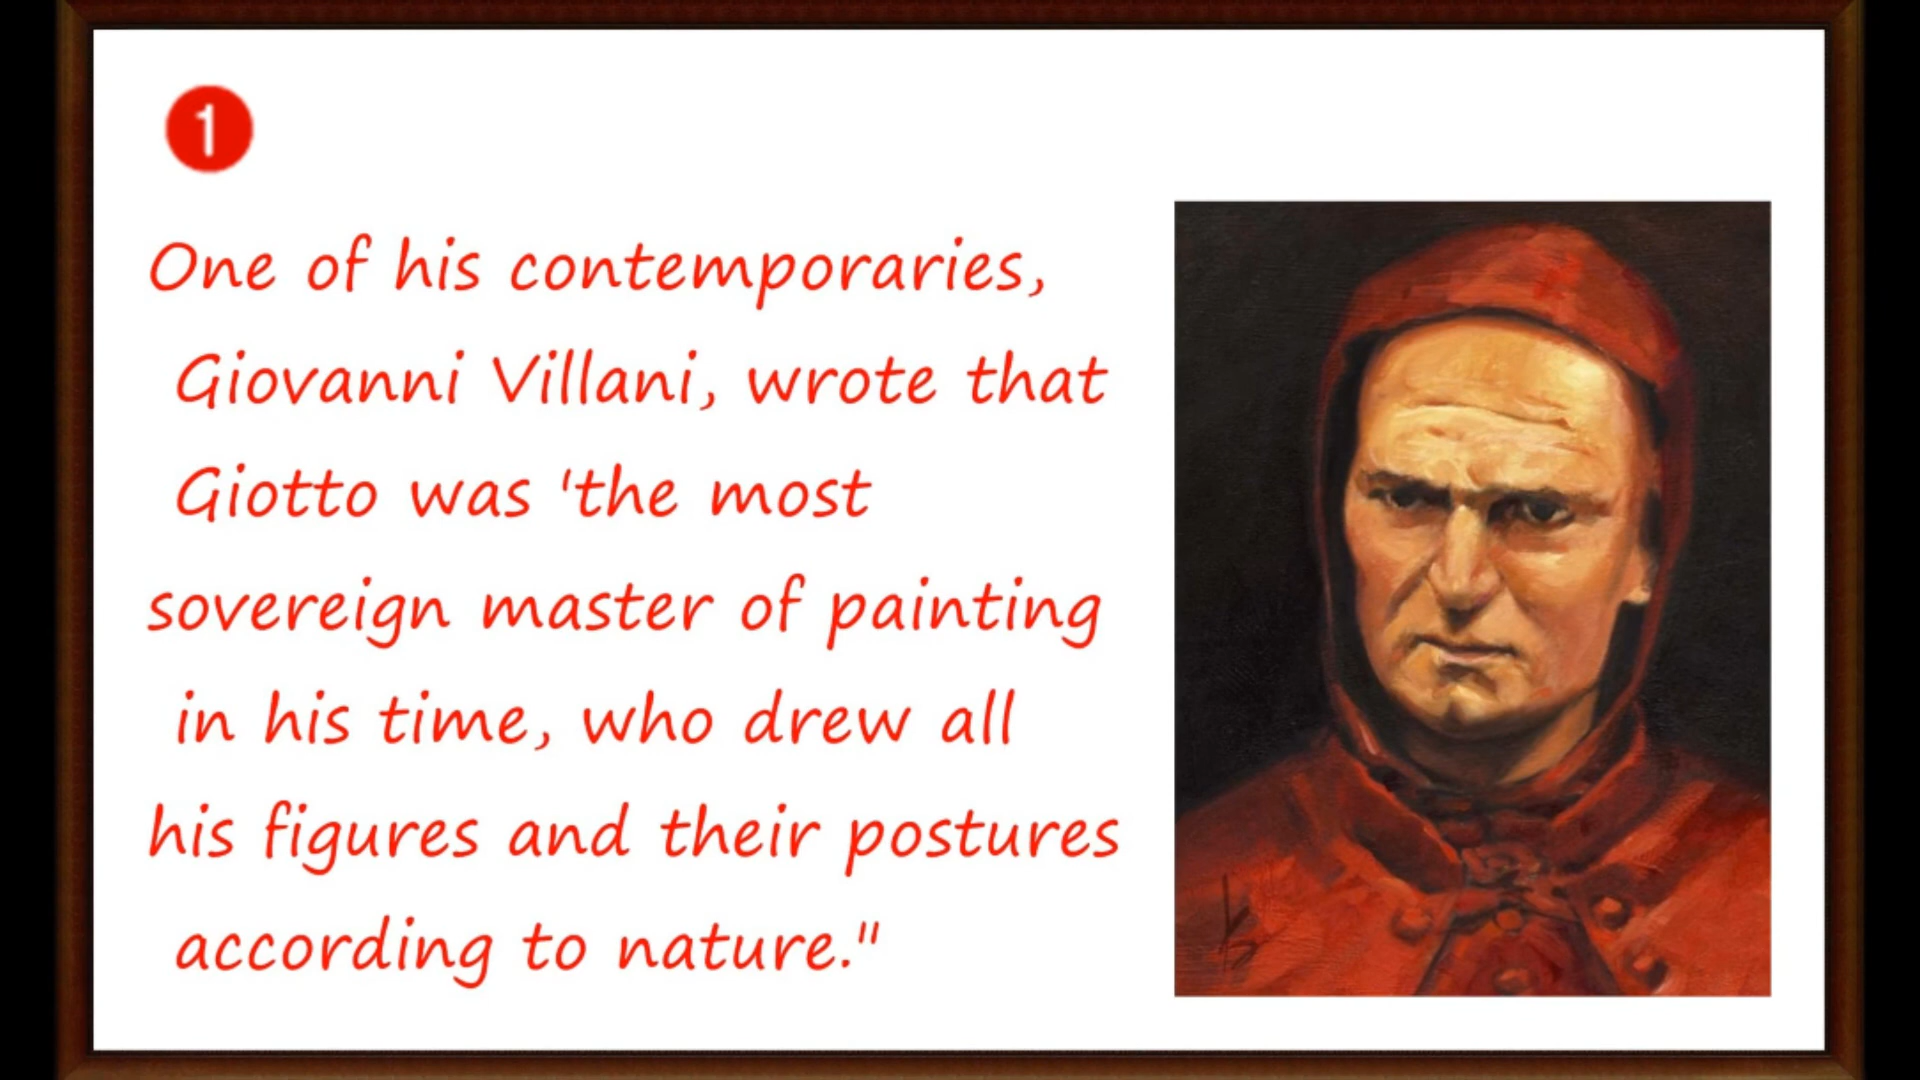 1
One of his contemporaries,
Giovanni Villani, wrote that
Giotto was 'the most
sovereign master of painting
in his time, who drew all
his figures and their postures
according to nature."